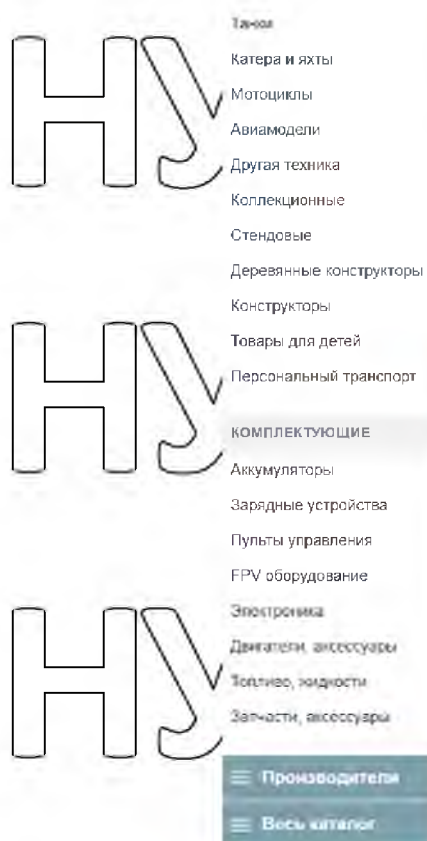 Танки
Катера и яхты
Мотоциклы
Авиамодели
Другая техника
Коллекционные
Стендовые
Деревянные конструкторы
Конструкторы
Товары для детей
Персональный транспорт
КОМПЛЕКТУЮЩИЕ
Аккумуляторы
Зарядные устройства
Пульты управления
FPV оборудование
Электроника
Двигатели, аксессуары
Топливо, жидкости
Запчасти, аксессуары
Производители
Весь каталог
НУ
НУ
НУ